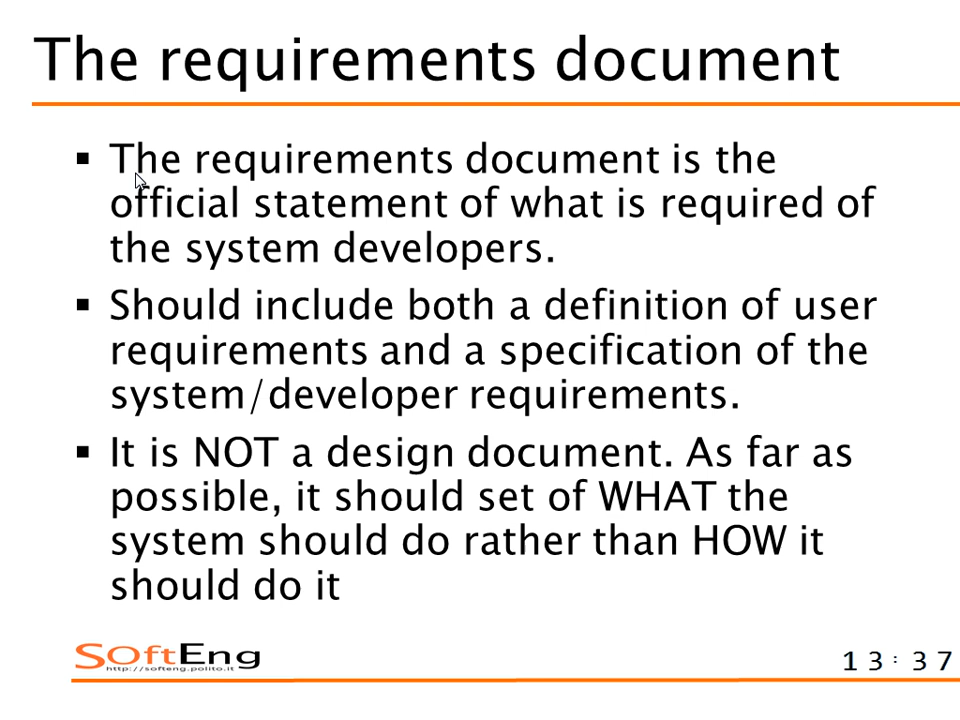 The requirements document
▪ The requirements document is the
official statement of what is required of
the system developers.
▪ Should include both a definition of user
requirements and a specification of the
system/developer requirements.
▪ It is NOT a design document. As far as
possible, it should set of WHAT the
system should do rather than HOW it
should do it
SOftEng
http://softeng.polito.it
13:37